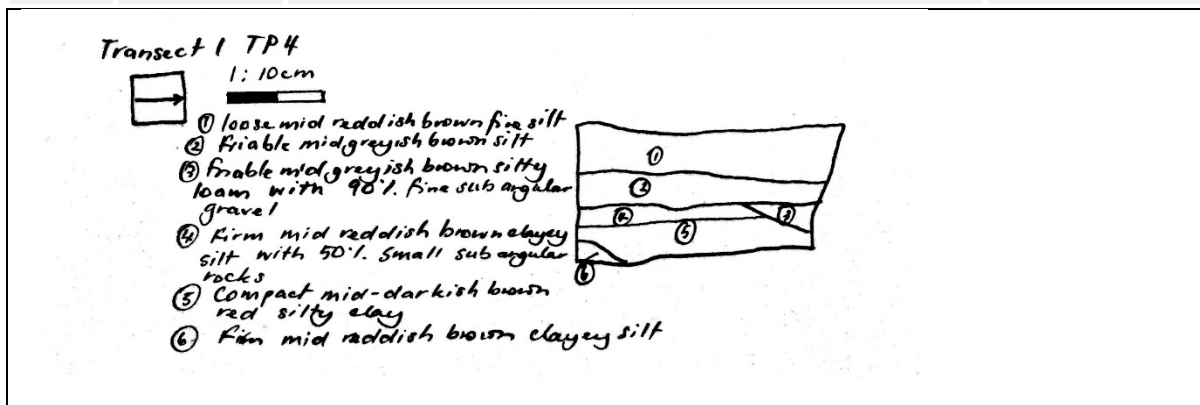 Transect 1 TP4
1:10cm
① loose mid reddish brown fine silt
② friable mid greyish brown silt
③ friable mid greyish brown silty
loam with 90% fine sub angular
gravel
④ Firm mid reddish brown clayey
silt with 50% small sub angular
rocks
⑤ Compact mid-darkish brown
red silty clay
⑥ Firm mid reddish brown clayey silt
①
②
④
③
⑤
⑥